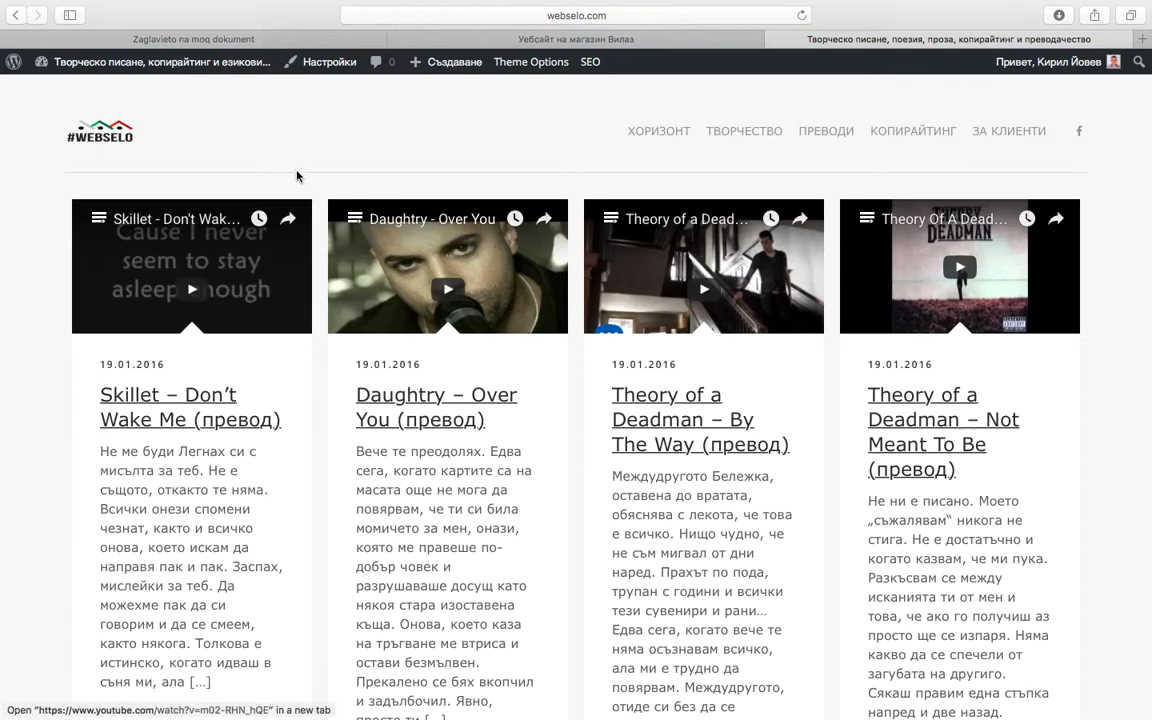 webselo.com
Zaglavieto na moq dokument
Уебсайт на магазин Вилаз
Творческо писане, поезия, проза, копирайтинг и преводачество
Творческо писане, копирайтинг и езикови...
Настройки
0
Създаване
Theme Options
SEO
Привет, Кирил Йовев
#WEBSELO
ХОРИЗОНТ
ТВОРЧЕСТВО
ПРЕВОДИ
КОПИРАЙТИНГ
ЗА КЛИЕНТИ
Skillet - Don't Wak...
Cause I never
seem to stay
asleep enough
19.01.2016
Skillet – Don’t
Wake Me (превод)
Не ме буди Легнах си с
мисълта за теб. Не е
същото, откакто те няма.
Всички онези спомени
чезнат, както и всичко
онова, което искам да
направя пак и пак. Заспах,
мислейки за теб. Да
можехме пак да си
говорим и да се смеем,
както някога. Толкова е
истинско, когато идваш в
съня ми, ала [...]
Daughtry - Over You
19.01.2016
Daughtry – Over
You (превод)
Вече те преодолях. Едва
сега, когато картите са на
масата още не мога да
повярвам, че ти си била
момичето за мен, онази,
която ме правеше по-
добър човек и
разрушаваше досущ като
някоя стара изоставена
къща. Онова, което каза
на тръгване ме втриса и
остави безмълвен.
Прекалено се бях вкопчил
и задълбочил. Явно,
просто ти [...]
Theory of a Dead...
19.01.2016
Theory of a
Deadman – By
The Way (превод)
Междудругото Бележка,
оставена до вратата,
обяснява с лекота, че това
е всичко. Нищо чудно, че
не съм мигвал от дни
наред. Прахът по пода,
трупан с години и всички
тези сувенири и рани...
Едва сега, когато вече те
няма осъзнавам всичко,
ала ми е трудно да
повярвам. Междудругото,
отиде си без да се
Theory Of A Dead...
THEORY
DEADMAN
19.01.2016
Theory of a
Deadman – Not
Meant To Be
(превод)
Не ни е писано. Моето
„съжалявам“ никога не
стига. Не е достатъчно и
когато казвам, че ми пука.
Разкъсвам се между
исканията ти от мен и
това, че ако го получиш аз
просто ще се изпаря. Няма
какво да се спечели от
загубата на другиго.
Сякаш правим една стъпка
напред и две назад.
Open "https://www.youtube.com/watch?v=m02-RHN_hQE" in a new tab